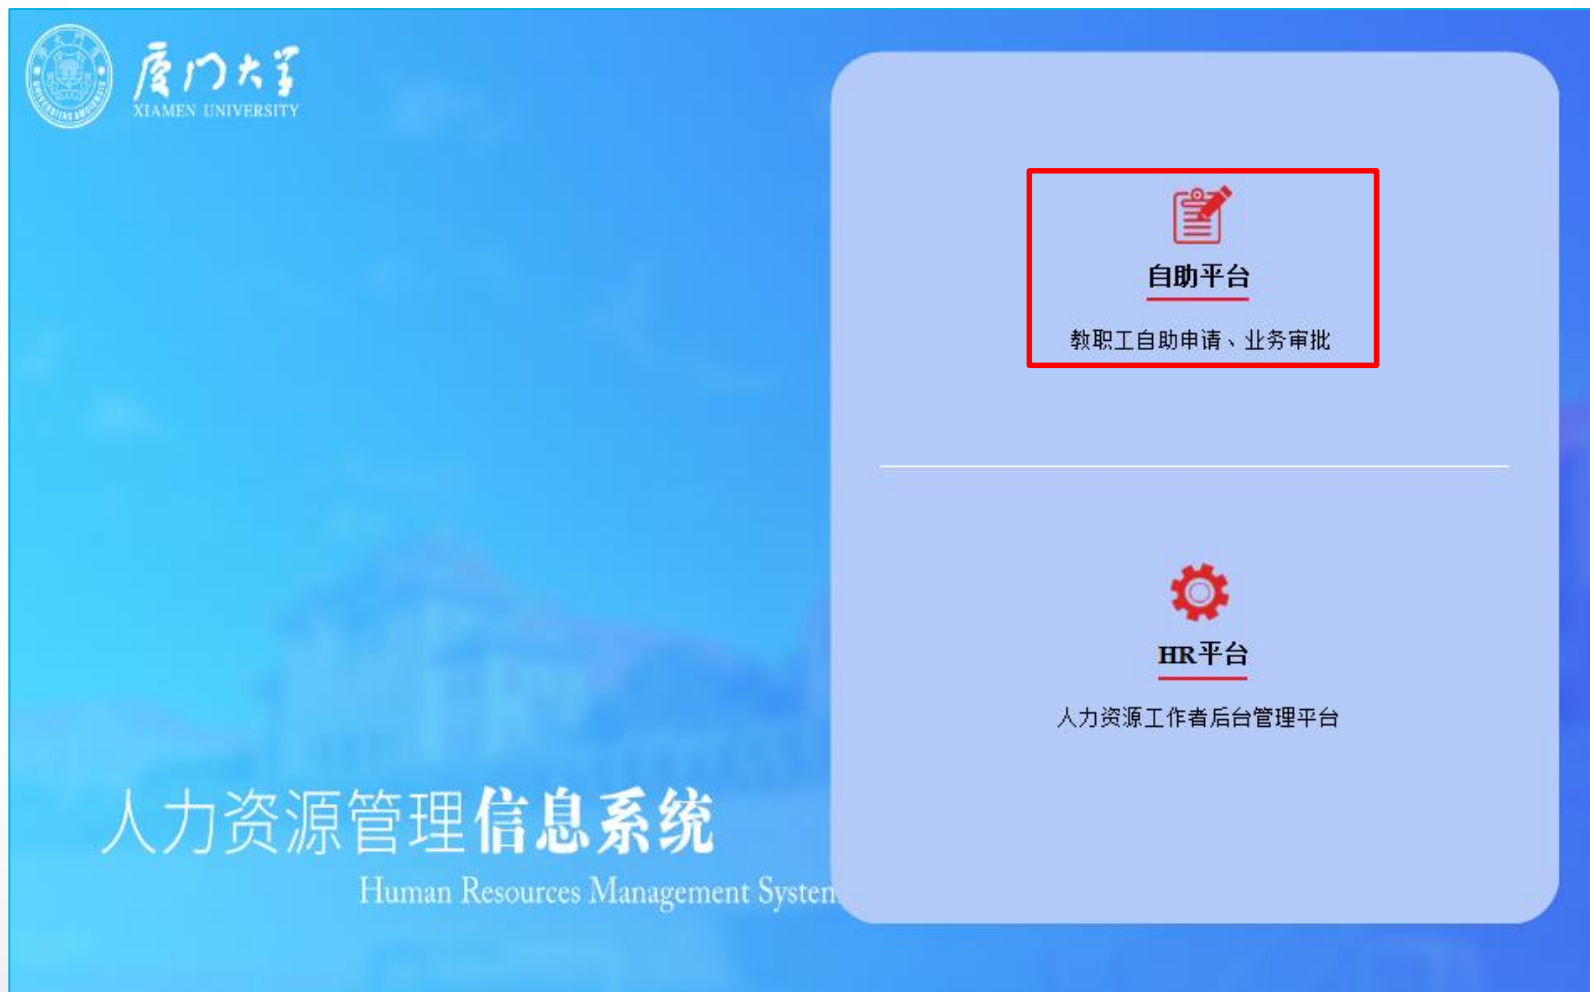 厦门大学
XIAMEN UNIVERSITY
自助平台
教职工自助申请、业务审批
HR平台
人力资源工作者后台管理平台
人力资源管理信息系统
Human Resources Management System